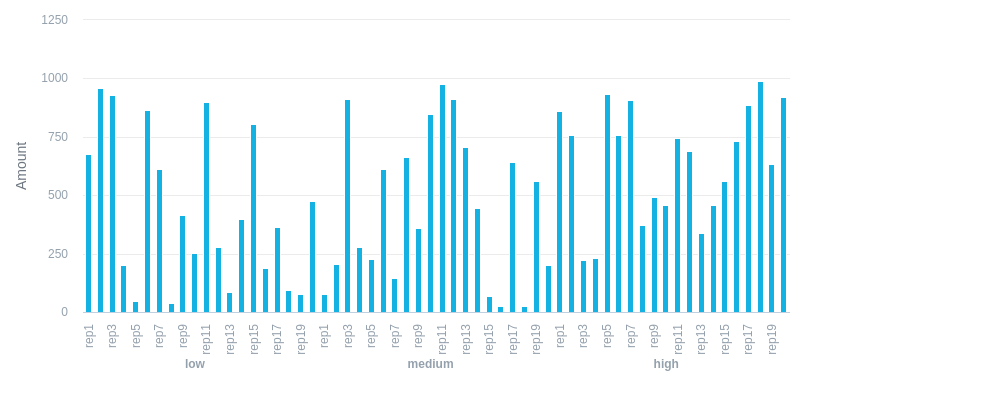 1250
1000
750
500
250
0
Amount
rep1 rep3 rep5 rep7 rep9 rep11 rep13 rep15 rep17 rep19 rep1 rep3 rep5 rep7 rep9 rep11 rep13 rep15 rep17 rep19 rep1 rep3 rep5 rep7 rep9 rep11 rep13 rep15 rep17 rep19
low medium high